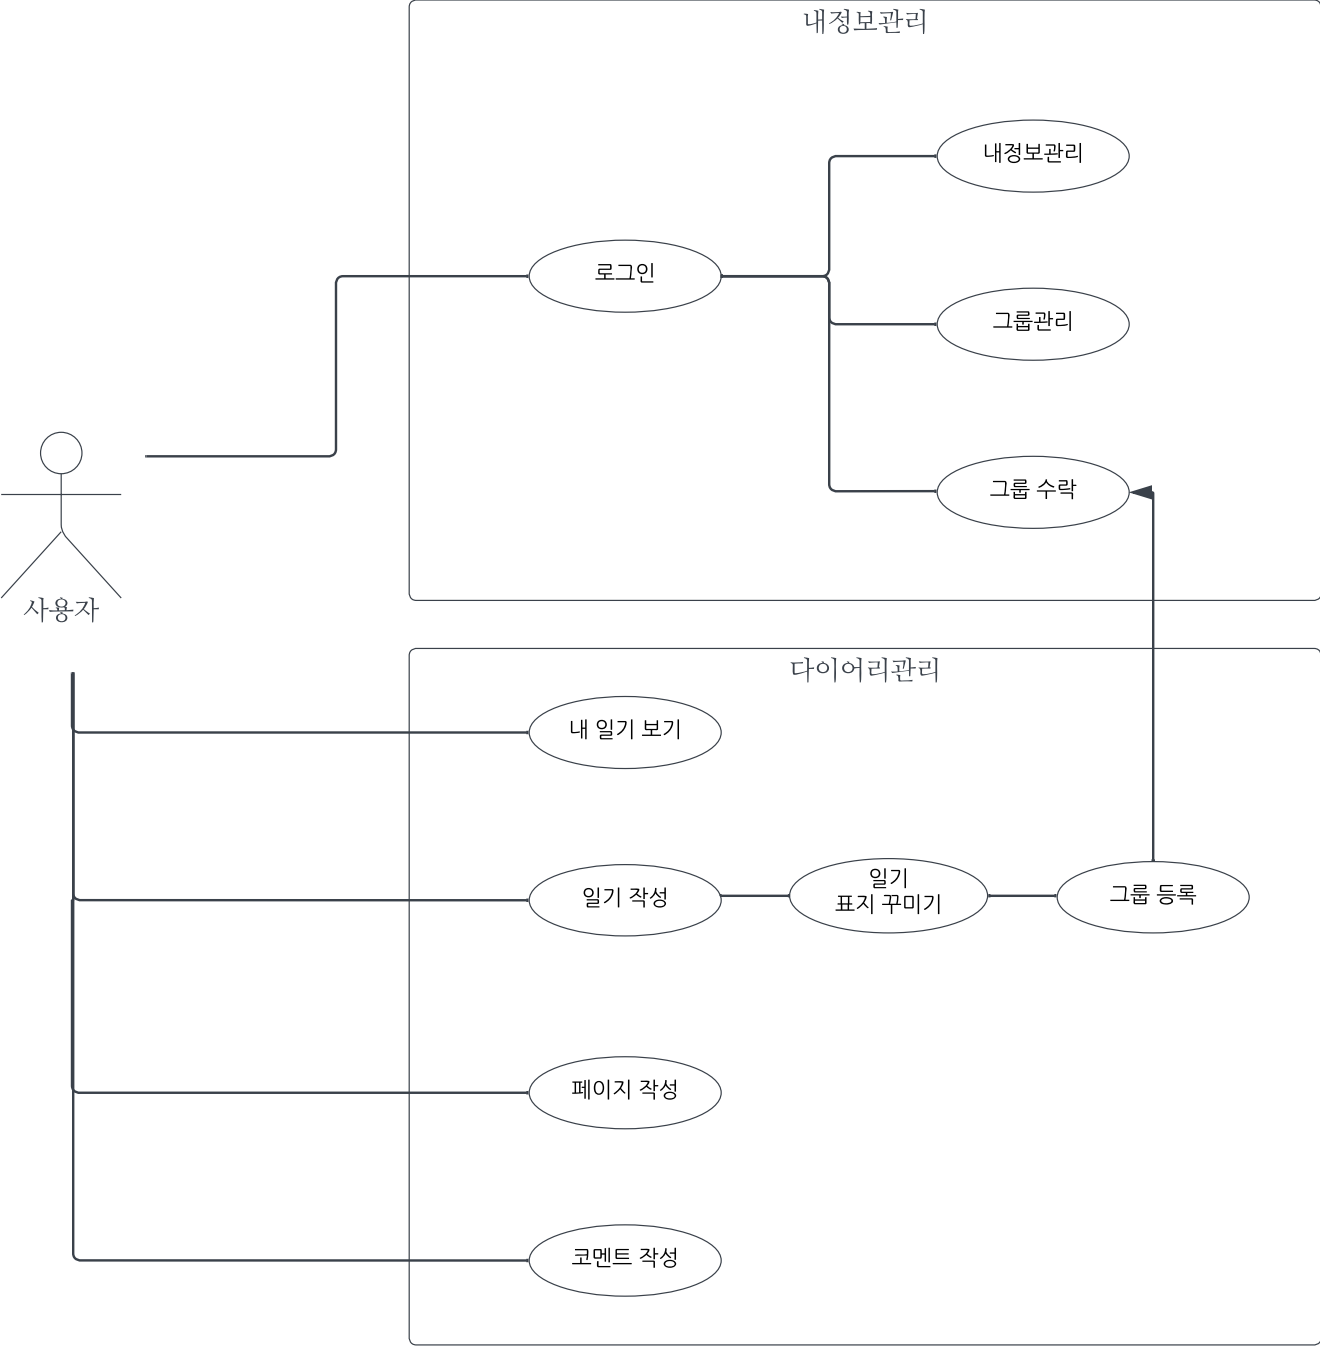 내정보관리
내정보관리
로그인
그룹관리
그룹 수락
사용자
다이어리관리
내 일기 보기
일기 작성
일기
표지 꾸미기
그룹 등록
페이지 작성
코멘트 작성